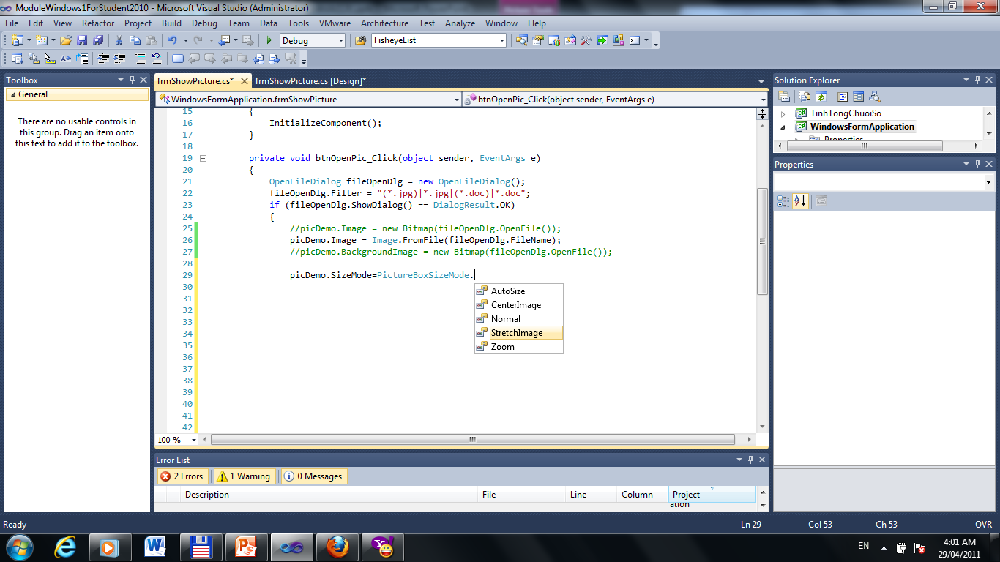 ModuleWindows1ForStudent2010 - Microsoft Visual Studio (Administrator)
File Edit View Refactor Project Build Debug Team Data Tools VMware Architecture Test Analyze Window Help
Debug FisheyeList
Toolbox
General
There are no usable controls in
this group. Drag an item onto
this text to add it to the toolbox.
frmShowPicture.cs* frmShowPicture.cs [Design]*
WindowsFormApplication.frmShowPicture btnOpenPic_Click(object sender, EventArgs e)
15 {
16 InitializeComponent();
17 }
18
19 private void btnOpenPic_Click(object sender, EventArgs e)
20 {
21 OpenFileDialog fileOpenDlg = new OpenFileDialog();
22 fileOpenDlg.Filter = "(*.jpg)|*.jpg|(*.doc)|*.doc";
23 if (fileOpenDlg.ShowDialog() == DialogResult.OK)
24 {
25 //picDemo.Image = new Bitmap(fileOpenDlg.OpenFile());
26 picDemo.Image = Image.FromFile(fileOpenDlg.FileName);
27 //picDemo.BackgroundImage = new Bitmap(fileOpenDlg.OpenFile());
28
29 picDemo.SizeMode=PictureBoxSizeMode.
30
AutoSize
31
CenterImage
32
Normal
33
StretchImage
34
Zoom
35
36
37
38
39
40
41
42
100 %
Solution Explorer
TinhTongChuoiSo
WindowsFormApplication
Properties
Properties
Error List
2 Errors 1 Warning 0 Messages
Description File Line Column Project
ation
Ready Ln 29 Col 53 Ch 53 OVR
EN 4:01 AM
29/04/2011